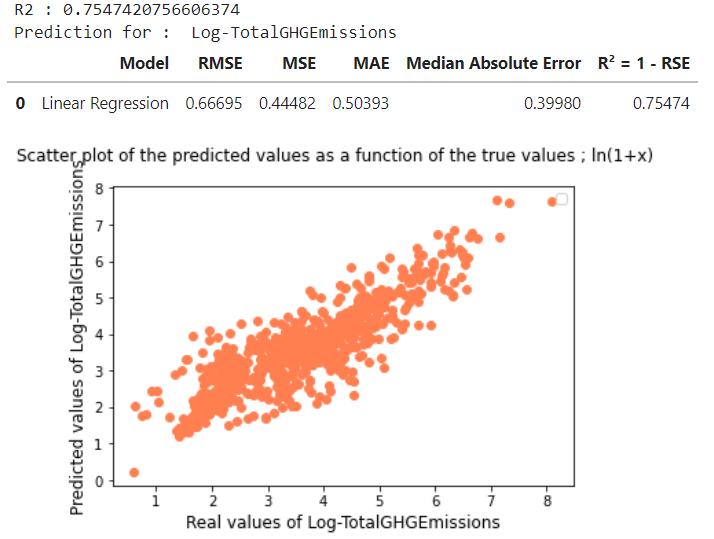 R2 : 0.7547420756606374
Prediction for :  Log-TotalGHGEmissions
Model RMSE MSE MAE Median Absolute Error R² = 1 - RSE
0 Linear Regression 0.66695 0.44482 0.50393 0.39980 0.75474
Scatter plot of the predicted values as a function of the true values ; ln(1+x)
Predicted values of Log-TotalGHGEmissions
8
7
6
5
4
3
2
1
0
1 2 3 4 5 6 7 8
Real values of Log-TotalGHGEmissions